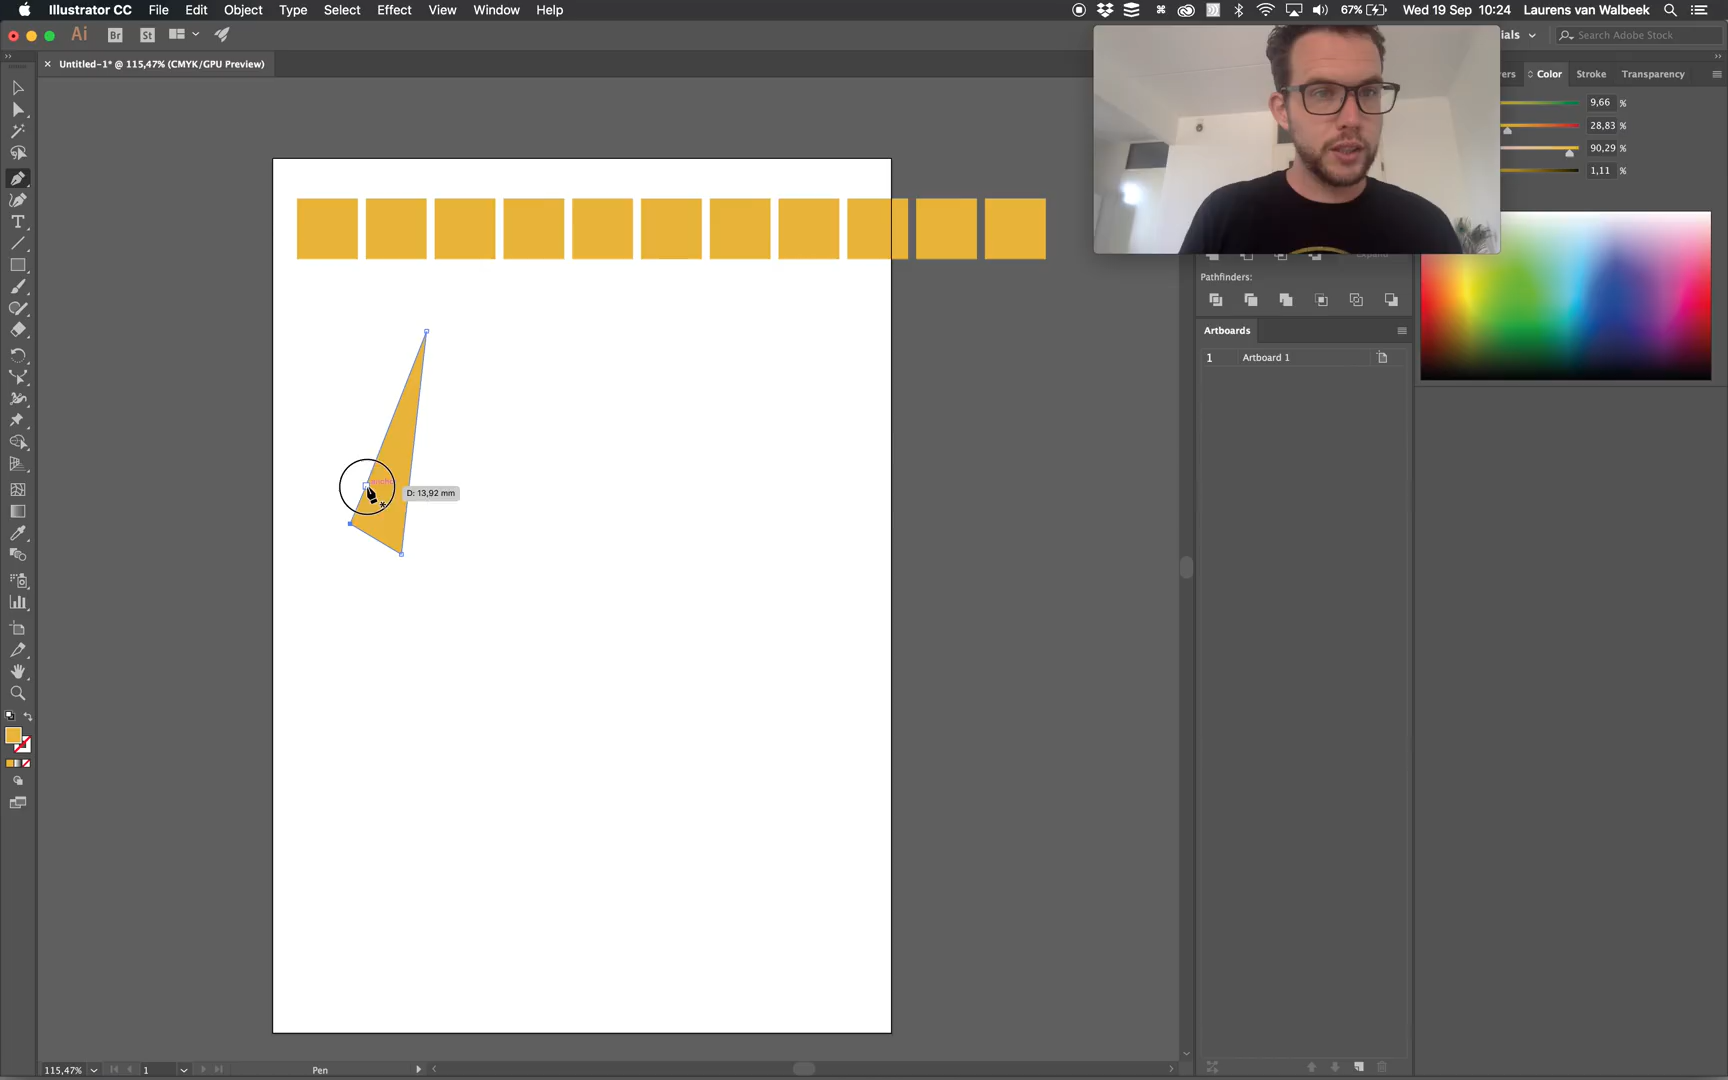 Illustrator CC File Edit Object Type Select Effect View Window Help
67% Wed 19 Sep 10:24 Laurens van Walbeek
Ai Br St
Search Adobe Stock
× Untitled-1* @ 115,47% (CMYK/GPU Preview)
Color Stroke Transparency
9,66 %
28,83 %
90,29 %
1,11 %
Expand
Pathfinders:
Artboards
1 Artboard 1
D: 13,92 mm
115,47% 1 Pen